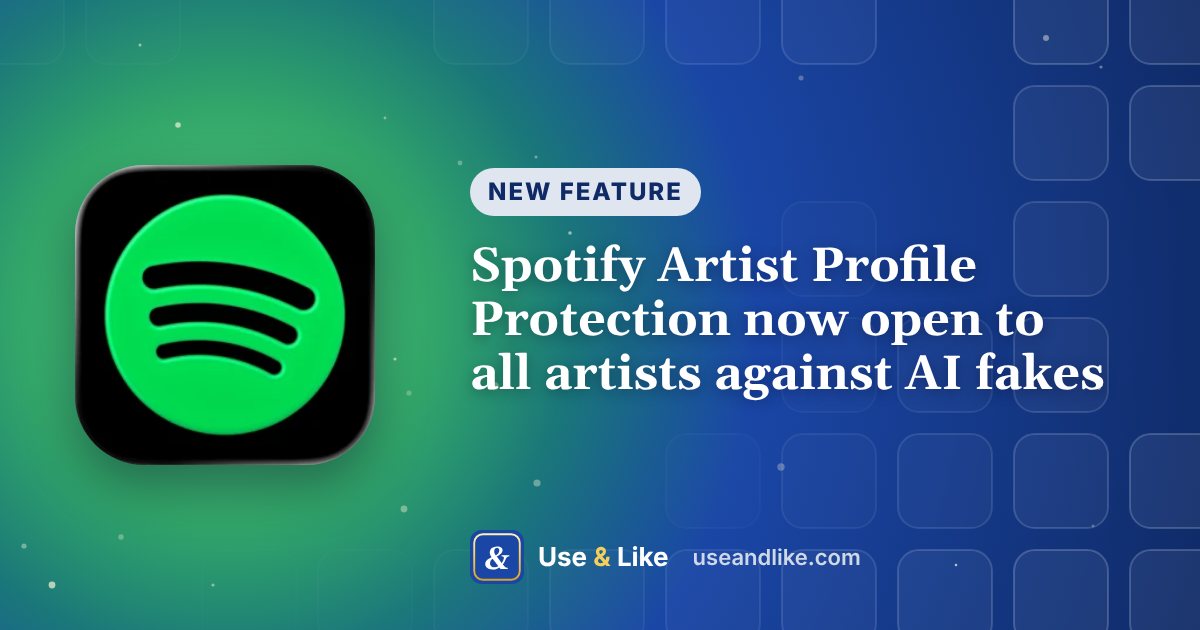 NEW FEATURE
Spotify Artist Profile
Protection now open to
all artists against AI fakes
& Use & Like useandlike.com